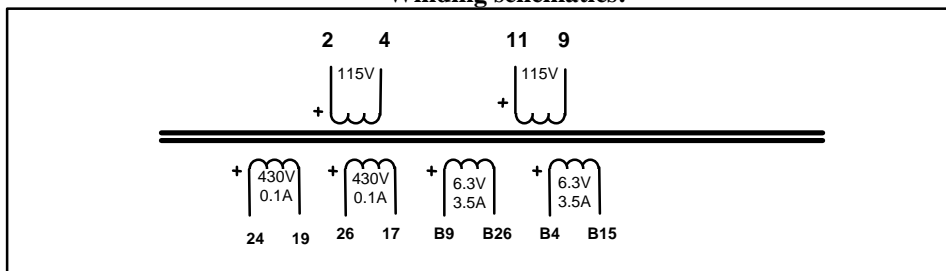 Winding schematics:
2 4 11 9
115V 115V
+ +
+ 430V + 430V + 6.3V + 6.3V
0.1A 0.1A 3.5A 3.5A
24 19 26 17 B9 B26 B4 B15